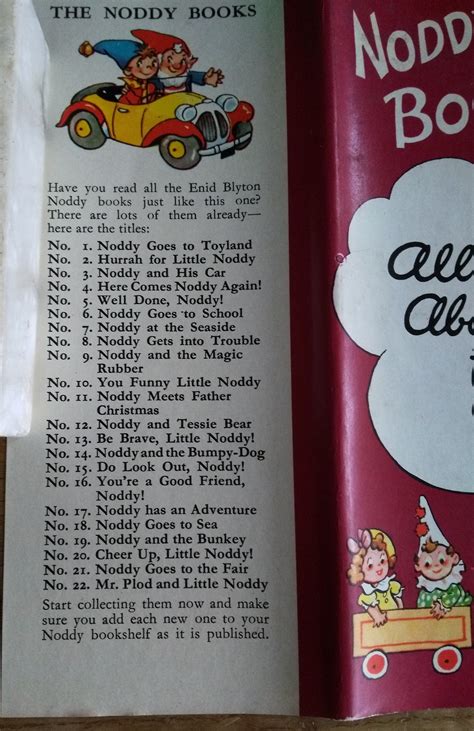 THE NODDY BOOKS
Have you read all the Enid Blyton
Noddy books just like this one?
There are lots of them already—
here are the titles:
No. 1. Noddy Goes to Toyland
No. 2. Hurrah for Little Noddy
No. 3. Noddy and His Car
No. 4. Here Comes Noddy Again!
No. 5. Well Done, Noddy!
No. 6. Noddy Goes to School
No. 7. Noddy at the Seaside
No. 8. Noddy Gets into Trouble
No. 9. Noddy and the Magic
Rubber
No. 10. You Funny Little Noddy
No. 11. Noddy Meets Father
Christmas
No. 12. Noddy and Tessie Bear
No. 13. Be Brave, Little Noddy!
No. 14. Noddy and the Bumpy-Dog
No. 15. Do Look Out, Noddy!
No. 16. You're a Good Friend,
Noddy!
No. 17. Noddy has an Adventure
No. 18. Noddy Goes to Sea
No. 19. Noddy and the Bunkey
No. 20. Cheer Up, Little Noddy!
No. 21. Noddy Goes to the Fair
No. 22. Mr. Plod and Little Noddy
Start collecting them now and make
sure you add each new one to your
Noddy bookshelf as it is published.
NODD
BO
All
Ab